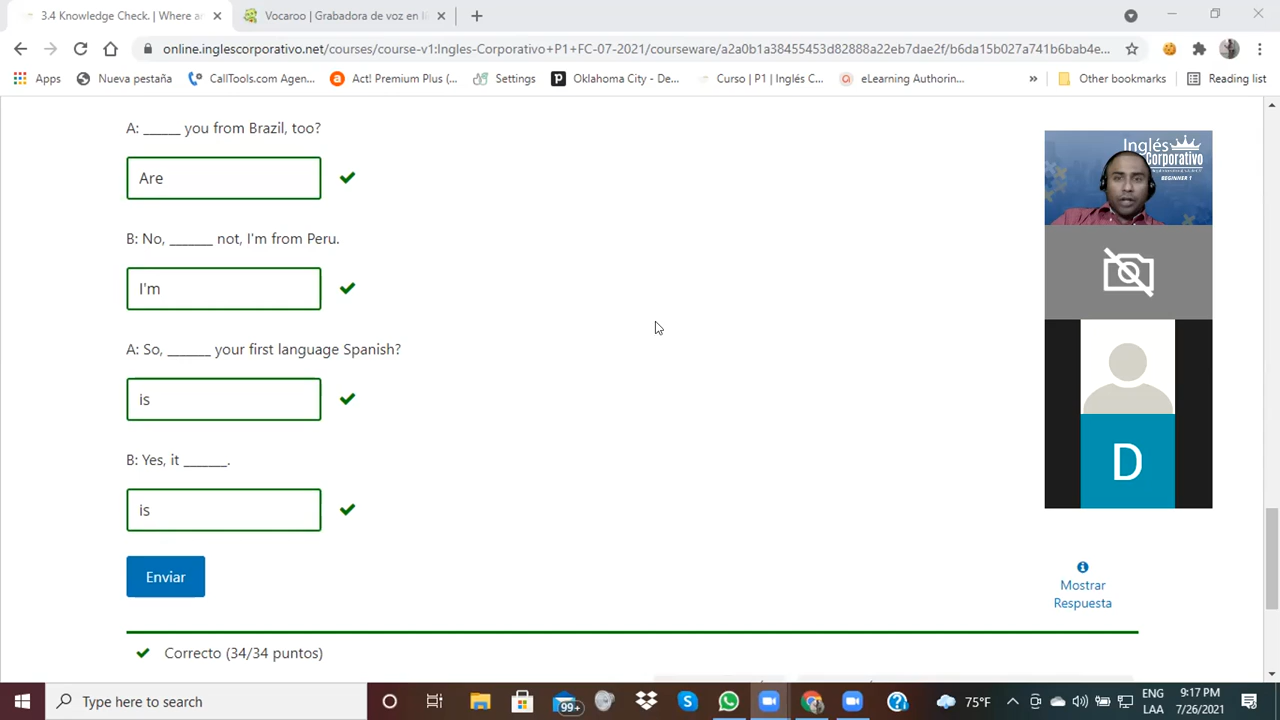 3.4 Knowledge Check. | Where a
Vocaroo | Grabadora de voz en lí
online.inglescorporativo.net/courses/course-v1:Ingles-Corporativo+P1+FC-07-2021/courseware/a2a0b1a38455453d82888a22eb7dae2f/b6da15b027a741b6bab4e...
Apps
Nueva pestaña
CallTools.com Agen...
Act! Premium Plus (...
Settings
Oklahoma City - De...
Curso | P1 | Inglés C...
eLearning Authorin...
»
Other bookmarks
Reading list
A: _____ you from Brazil, too?
Are
B: No, ______ not, I'm from Peru.
I'm
A: So, ______ your first language Spanish?
is
B: Yes, it ______.
is
Enviar
Inglés
Corporativo
BEGINNER 1
D
Mostrar
Respuesta
Correcto (34/34 puntos)
Type here to search
99+
75°F
ENG
LAA
9:17 PM
7/26/2021